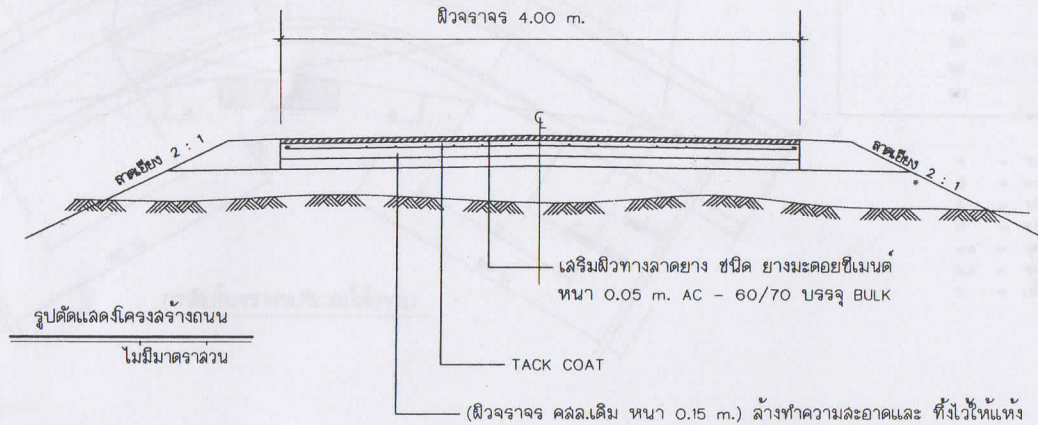 ผิวจราจร 4.00 m.
℄
ลาดเอียง 2 : 1
ลาดเอียง 2 : 1
เสริมผิวทางลาดยาง ชนิด ยางมะตอยซีเมนต์
หนา 0.05 m. AC - 60/70 บรรจุ BULK
รูปตัดแสดงโครงสร้างถนน
ไม่มีมาตราส่วน
TACK COAT
(ผิวจราจร คสล.เดิม หนา 0.15 m.) ล้างทำความสะอาดและ ทิ้งไว้ให้แห้ง